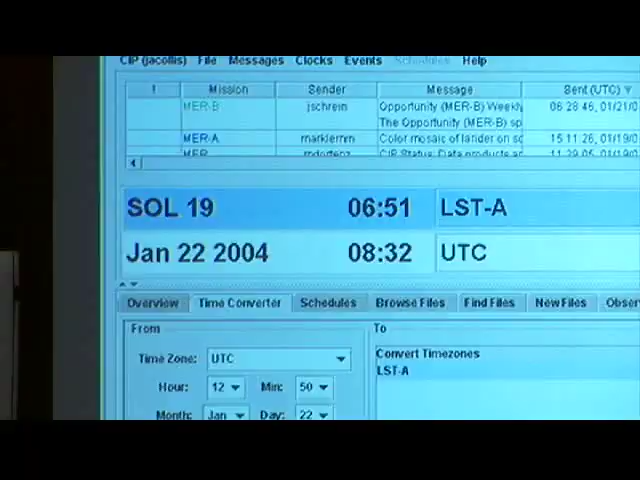 CIP (jacollis) File Messages Clocks Events Schedules Help
! Mission Sender Message Sent (UTC)
MER-B jschrein Opportunity (MER-B) Weekly 06 28 46, 01/21/0
The Opportunity (MER-B) sp
MER-A marklemm Color mosaic of lander on sc 15 11 26, 01/19/0
SOL 19 06:51 LST-A
Jan 22 2004 08:32 UTC
Overview Time Converter Schedules Browse Files Find Files New Files Obser
From To
Time Zone: UTC Convert Timezones
LST-A
Hour: 12 Min: 50
Month: Jan Day: 22